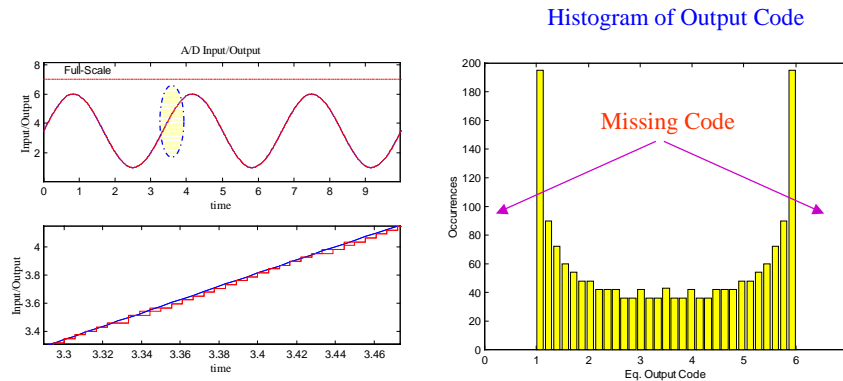 Histogram of Output Code
A/D Input/Output
8
6
4
2
Input/Output
Full-Scale
0 1 2 3 4 5 6 7 8 9
time
4
3.8
3.6
3.4
Input/Output
3.3 3.32 3.34 3.36 3.38 3.4 3.42 3.44 3.46
time
200
180
160
140
120
100
80
60
40
20
0
Occurrences
Missing Code
0 1 2 3 4 5 6
Eq. Output Code